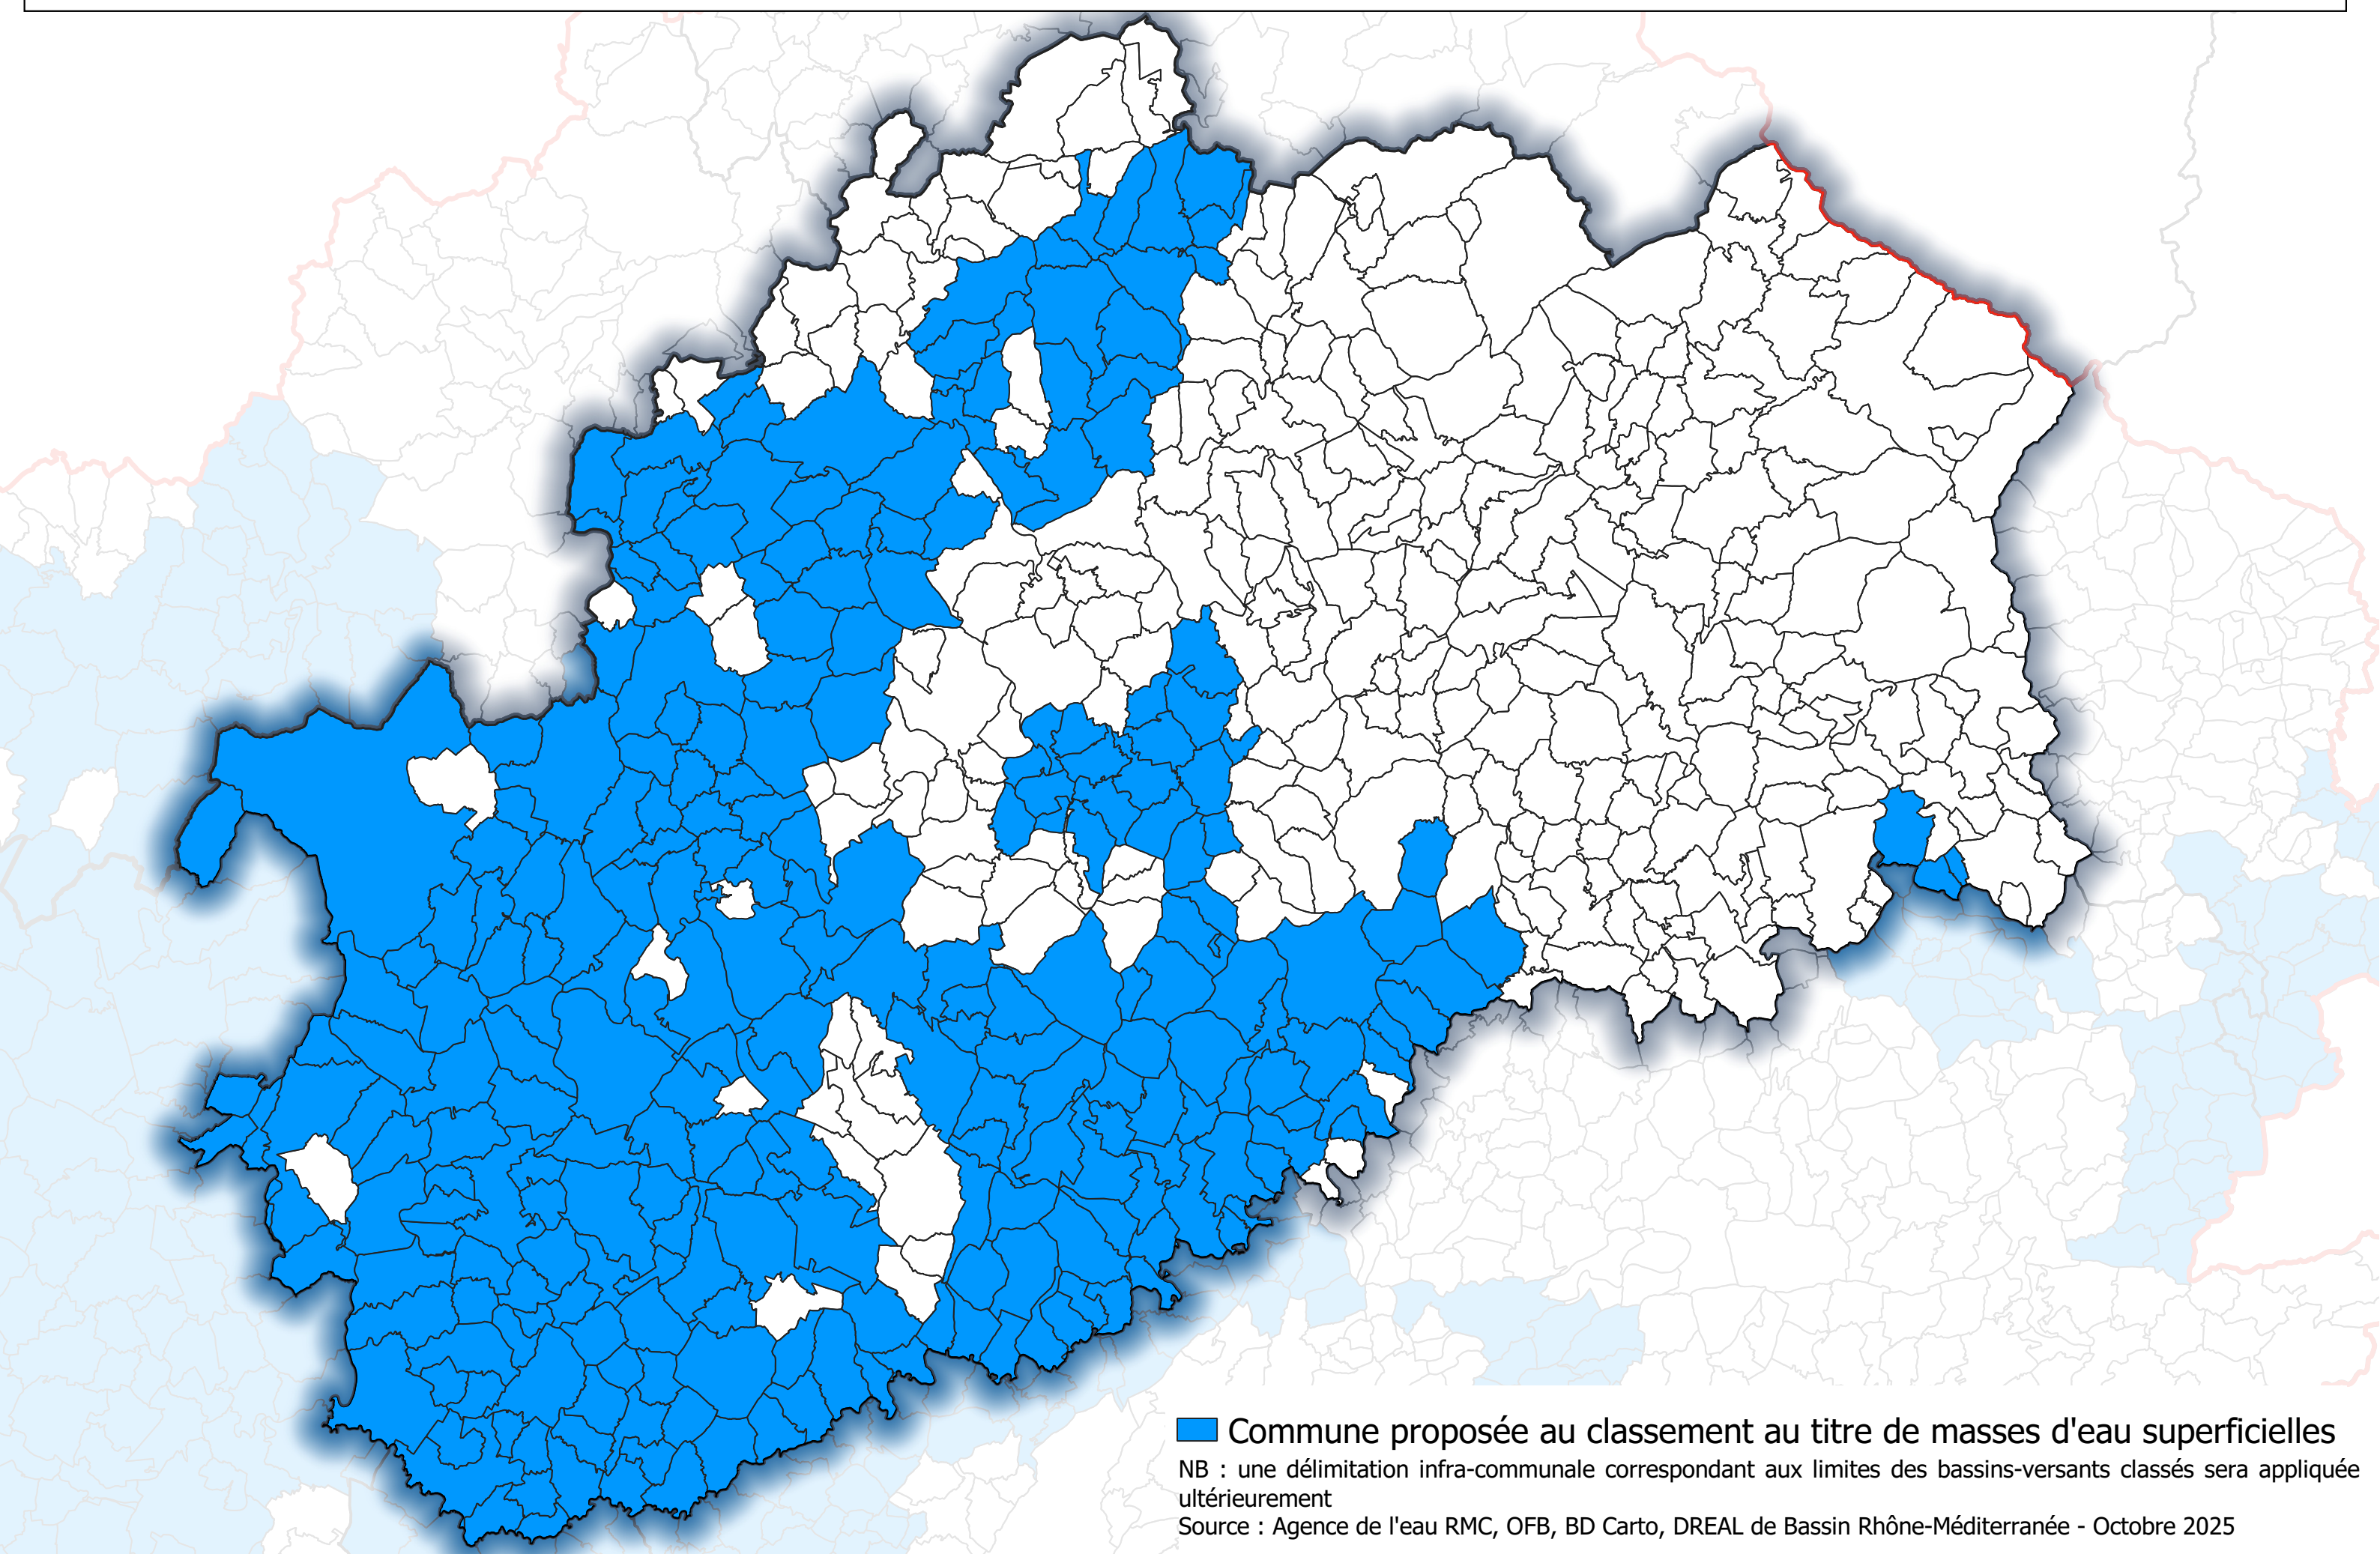 Commune proposée au classement au titre de masses d'eau superficielles
NB : une délimitation infra-communale correspondant aux limites des bassins-versants classés sera appliquée
ultérieurement
Source : Agence de l'eau RMC, OFB, BD Carto, DREAL de Bassin Rhône-Méditerranée - Octobre 2025